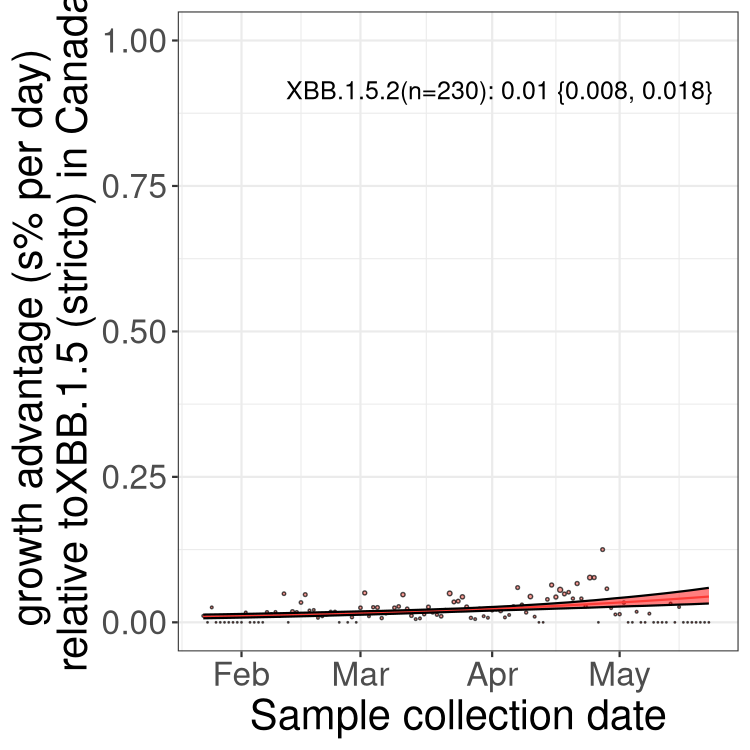 growth advantage (s% per day)
relative toXBB.1.5 (stricto) in Canada
1.00
0.75
0.50
0.25
0.00
XBB.1.5.2(n=230): 0.01 {0.008, 0.018}
Feb Mar Apr May
Sample collection date